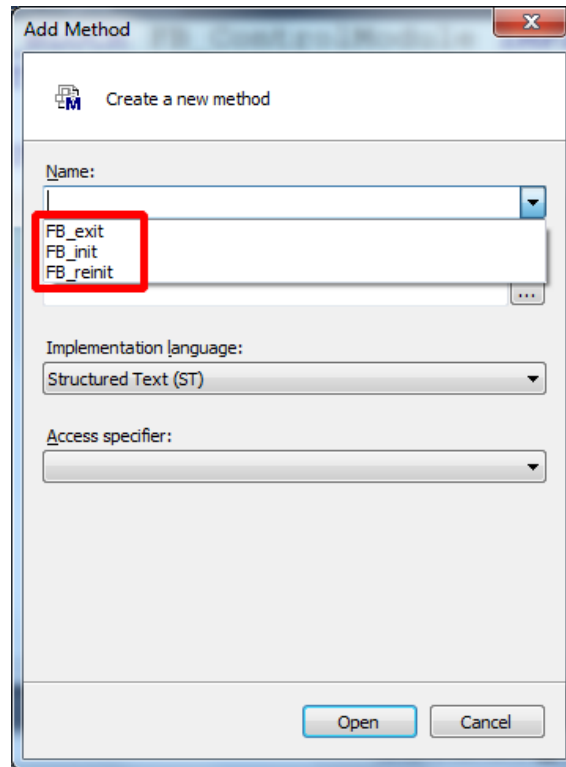 Add Method
Create a new method
Name:
FB_exit
FB_init
FB_reinit
...
Implementation language:
Structured Text (ST)
Access specifier:
Open Cancel